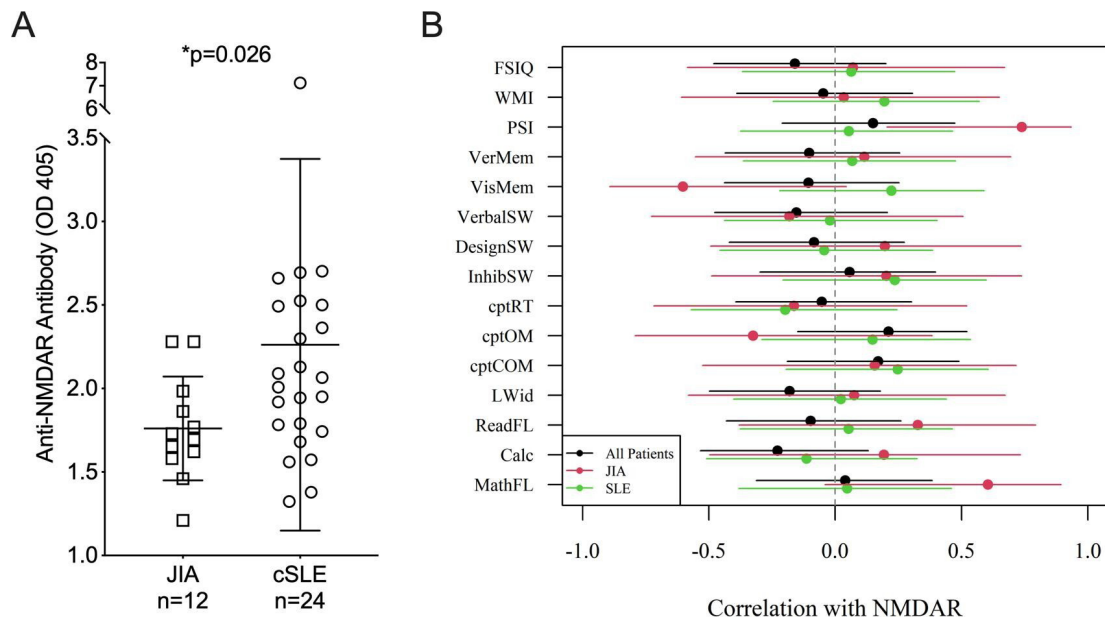 A
*p=0.026
8
7
6
3.5
3.0
2.5
2.0
1.5
1.0
Anti-NMDAR Antibody (OD 405)
JIA
n=12
cSLE
n=24
B
FSIQ
WMI
PSI
VerMem
VisMem
VerbalSW
DesignSW
InhibSW
cptRT
cptOM
cptCOM
LWid
ReadFL
Calc
MathFL
All Patients
JIA
SLE
-1.0 -0.5 0.0 0.5 1.0
Correlation with NMDAR